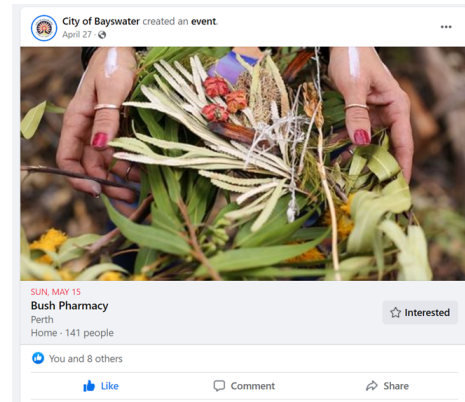 City of Bayswater created an event.
April 27 ·
SUN, MAY 15
Bush Pharmacy
Perth
Home · 141 people
Interested
You and 8 others
Like Comment Share